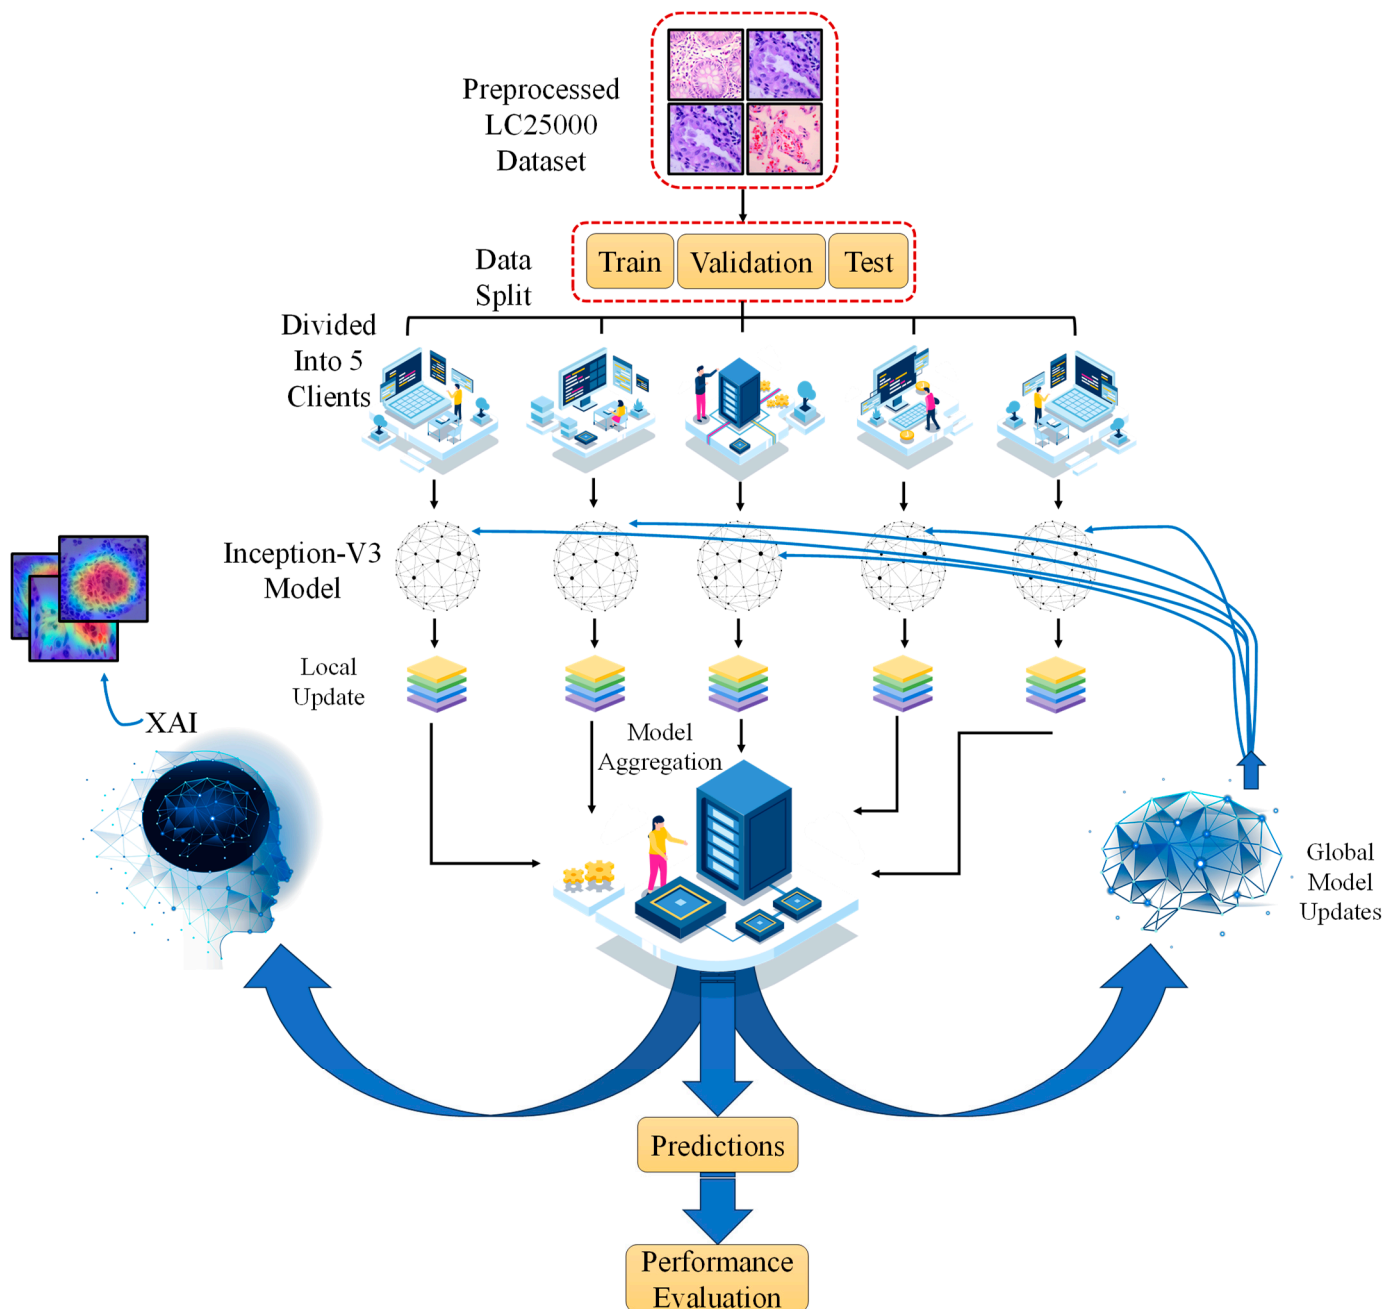 Preprocessed
LC25000
Dataset
Data
Split
Train
Validation
Test
Divided
Into 5
Clients
Inception-V3
Model
Local
Update
XAI
Model
Aggregation
Global
Model
Updates
Predictions
Performance
Evaluation